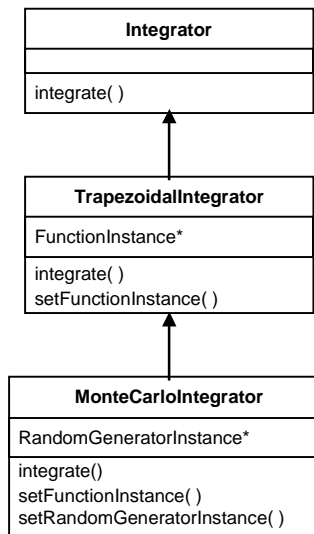 Integrator
integrate( )
TrapezoidalIntegrator
FunctionInstance*
integrate( )
setFunctionInstance( )
MonteCarloIntegrator
RandomGeneratorInstance*
integrate()
setFunctionInstance( )
setRandomGeneratorInstance( )